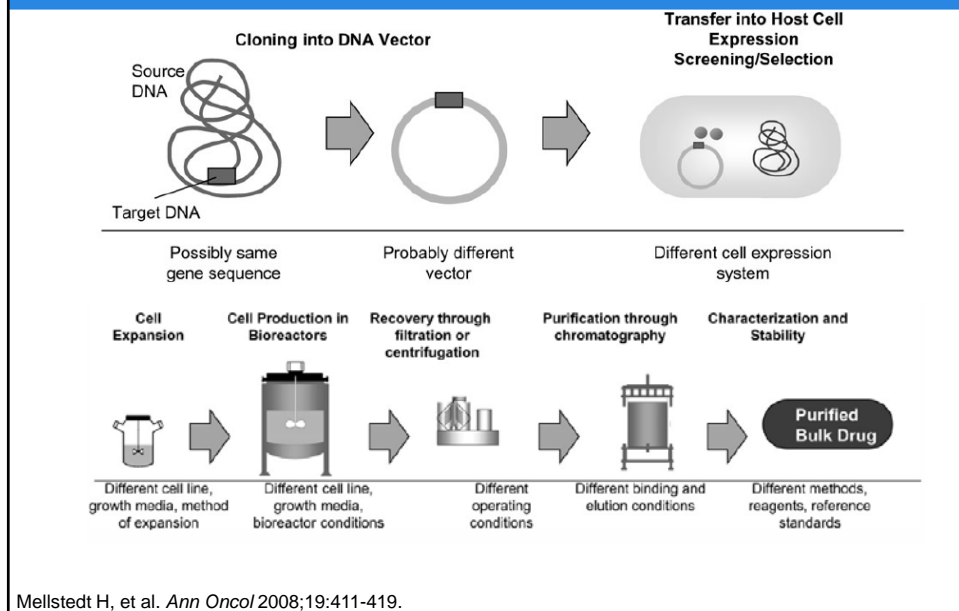 Cloning into DNA Vector
Transfer into Host Cell
Expression
Screening/Selection
Source
DNA
Target DNA
Possibly same
gene sequence
Probably different
vector
Different cell expression
system
Cell
Expansion
Cell Production in
Bioreactors
Recovery through
filtration or
centrifugation
Purification through
chromatography
Characterization and
Stability
Purified
Bulk Drug
Different cell line,
growth media, method
of expansion
Different cell line,
growth media,
bioreactor conditions
Different
operating
conditions
Different binding and
elution conditions
Different methods,
reagents, reference
standards
Mellstedt H, et al. Ann Oncol 2008;19:411-419.